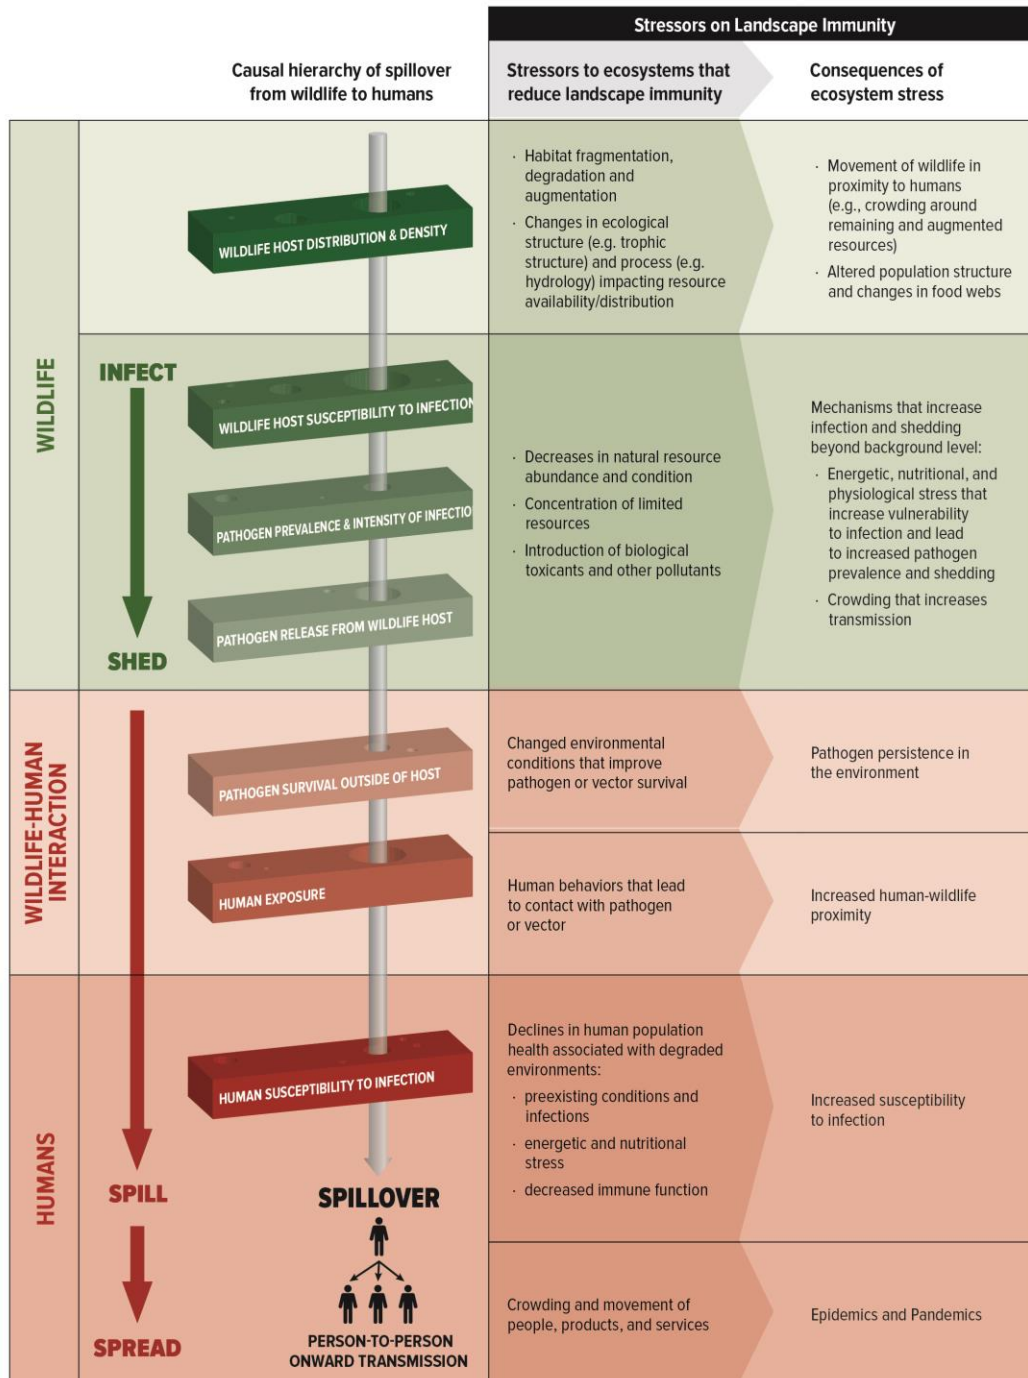 Stressors on Landscape Immunity
Causal hierarchy of spillover
from wildlife to humans
Stressors to ecosystems that
reduce landscape immunity
Consequences of
ecosystem stress
WILDLIFE
WILDLIFE HOST DISTRIBUTION & DENSITY
· Habitat fragmentation,
degradation and
augmentation
· Changes in ecological
structure (e.g. trophic
structure) and process (e.g.
hydrology) impacting resource
availability/distribution
· Movement of wildlife in
proximity to humans
(e.g., crowding around
remaining and augmented
resources)
· Altered population structure
and changes in food webs
INFECT
WILDLIFE HOST SUSCEPTIBILITY TO INFECTION
PATHOGEN PREVALENCE & INTENSITY OF INFECTIO
PATHOGEN RELEASE FROM WILDLIFE HOST
SHED
· Decreases in natural resource
abundance and condition
· Concentration of limited
resources
· Introduction of biological
toxicants and other pollutants
Mechanisms that increase
infection and shedding
beyond background level:
· Energetic, nutritional, and
physiological stress that
increase vulnerability
to infection and lead
to increased pathogen
prevalence and shedding
· Crowding that increases
transmission
WILDLIFE-HUMAN
INTERACTION
PATHOGEN SURVIVAL OUTSIDE OF HOST
Changed environmental
conditions that improve
pathogen or vector survival
Pathogen persistence in
the environment
HUMAN EXPOSURE
Human behaviors that lead
to contact with pathogen
or vector
Increased human-wildlife
proximity
HUMANS
HUMAN SUSCEPTIBILITY TO INFECTION
Declines in human population
health associated with degraded
environments:
· preexisting conditions and
infections
· energetic and nutritional
stress
· decreased immune function
Increased susceptibility
to infection
SPILL
SPILLOVER
SPREAD
PERSON-TO-PERSON
ONWARD TRANSMISSION
Crowding and movement of
people, products, and services
Epidemics and Pandemics